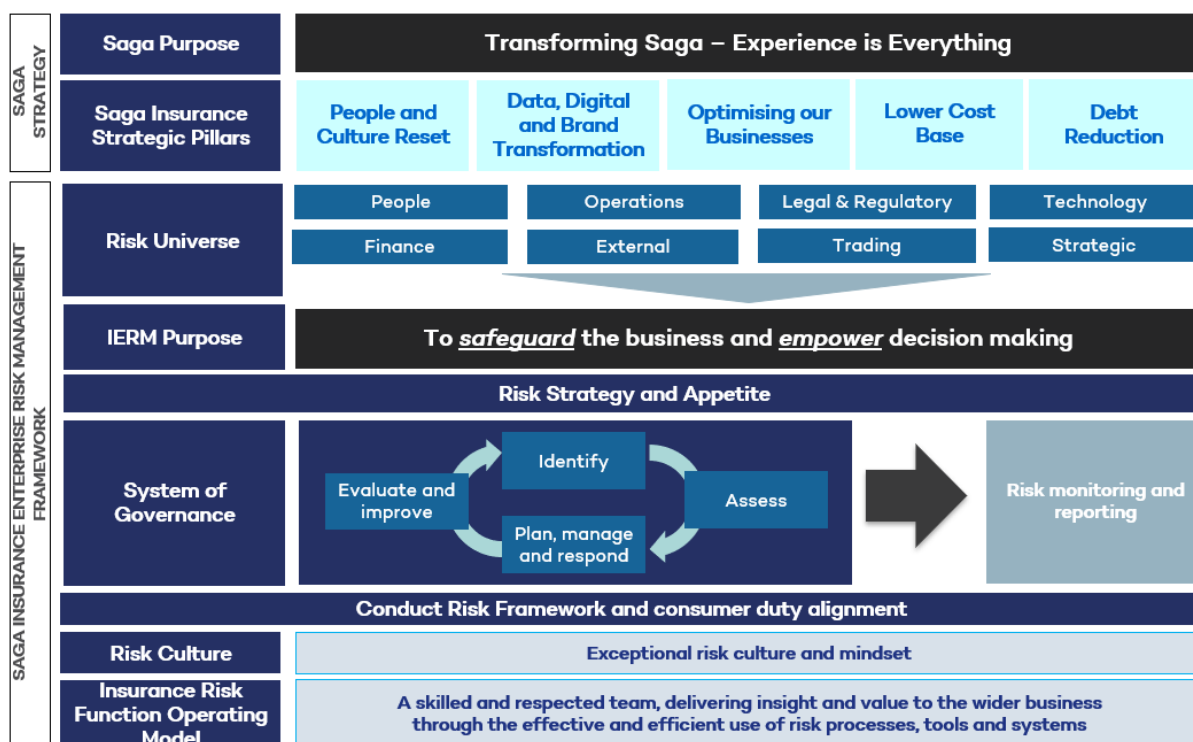 SAGA
STRATEGY
Saga Purpose
Transforming Saga – Experience is Everything
Saga Insurance
Strategic Pillars
People and
Culture Reset
Data, Digital
and Brand
Transformation
Optimising our
Businesses
Lower Cost
Base
Debt
Reduction
SAGA INSURANCE ENTERPRISE RISK MANAGEMENT
FRAMEWORK
Risk Universe
People
Operations
Legal & Regulatory
Technology
Finance
External
Trading
Strategic
IERM Purpose
To safeguard the business and empower decision making
Risk Strategy and Appetite
System of
Governance
Identify
Assess
Plan, manage
and respond
Evaluate and
improve
Risk monitoring and
reporting
Conduct Risk Framework and consumer duty alignment
Risk Culture
Exceptional risk culture and mindset
Insurance Risk
Function Operating
Model
A skilled and respected team, delivering insight and value to the wider business
through the effective and efficient use of risk processes, tools and systems